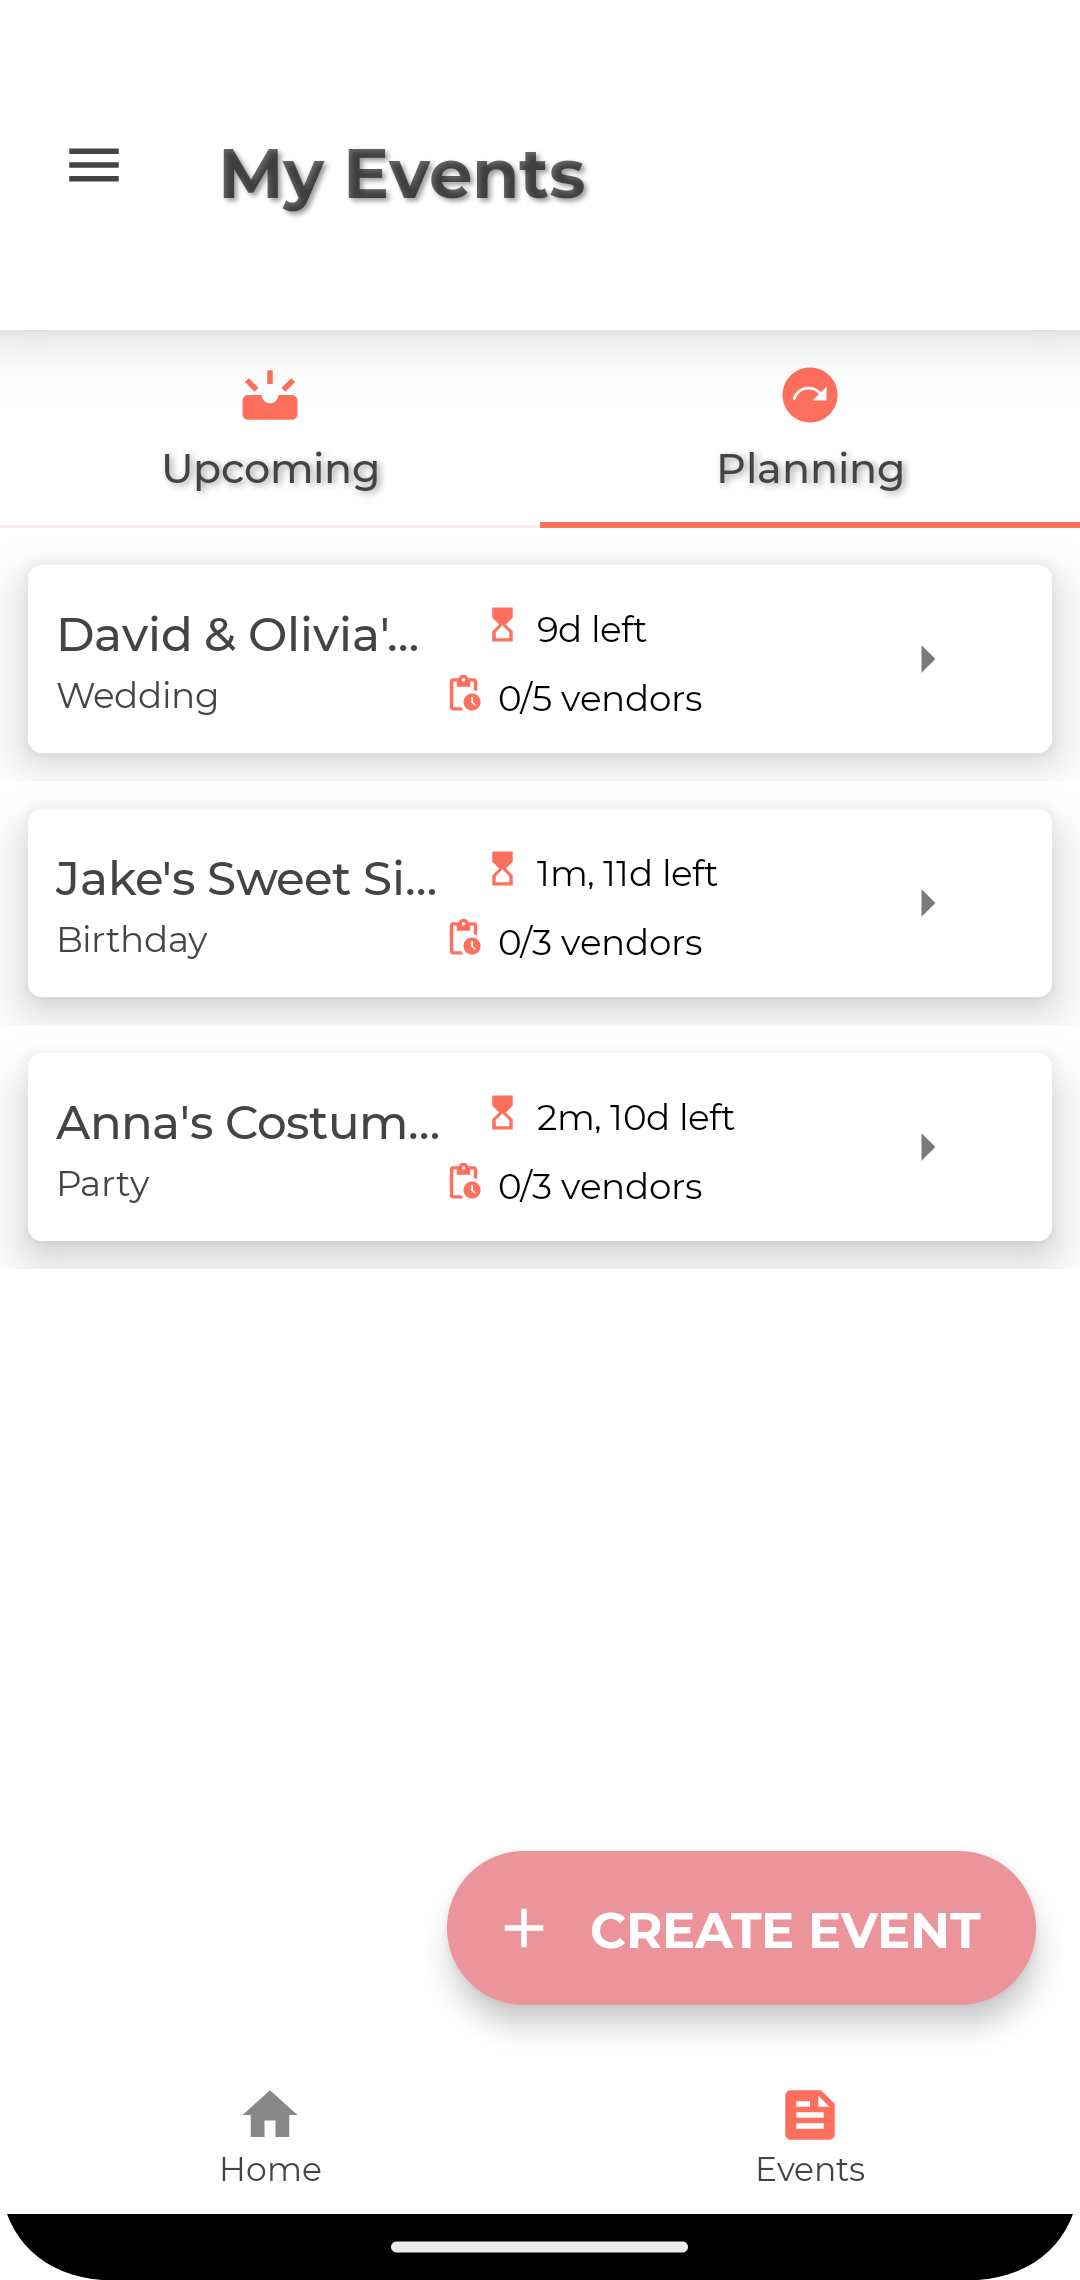 My Events
Upcoming
Planning
David & Olivia'...
9d left
Wedding
0/5 vendors
Jake's Sweet Si...
1m, 11d left
Birthday
0/3 vendors
Anna's Costum...
2m, 10d left
Party
0/3 vendors
+ CREATE EVENT
Home
Events